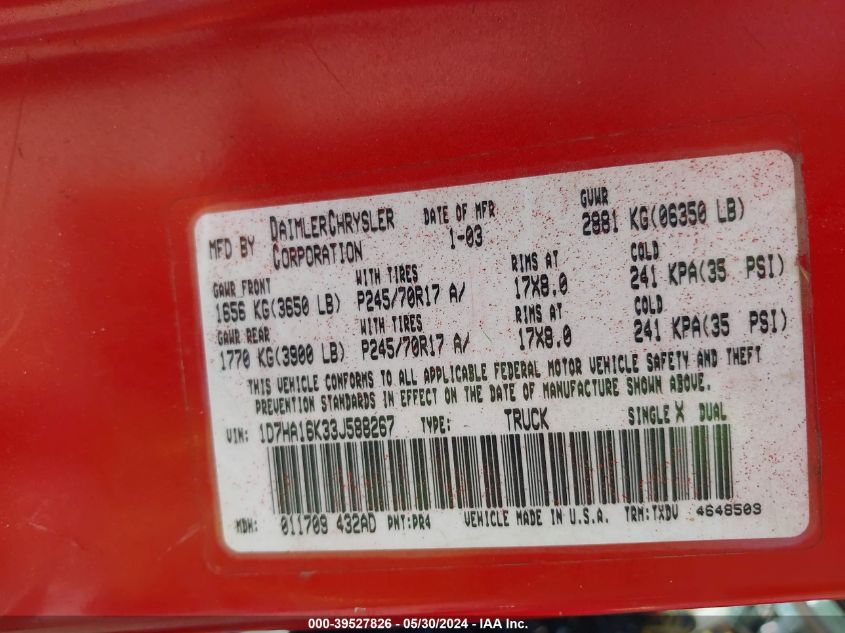 MFD BY DAIMLERCHRYSLER CORPORATION DATE OF MFR 1-03 GVWR 2881 KG(06350 LB)
GAWR FRONT WITH TIRES RIMS AT COLD
1656 KG(3650 LB) P245/70R17 A/ 17X8.0 241 KPA(35 PSI)
GAWR REAR WITH TIRES RIMS AT COLD
1770 KG(3900 LB) P245/70R17 A/ 17X8.0 241 KPA(35 PSI)
THIS VEHICLE CONFORMS TO ALL APPLICABLE FEDERAL MOTOR VEHICLE SAFETY AND THEFT
PREVENTION STANDARDS IN EFFECT ON THE DATE OF MANUFACTURE SHOWN ABOVE.
VIN: 1D7HA16K33J588267 TYPE: TRUCK SINGLE X DUAL
MDH: 011709 432AD PNT:PR4 VEHICLE MADE IN U.S.A. TRM:TXDV 4648503
000-39527826 - 05/30/2024 - IAA Inc.